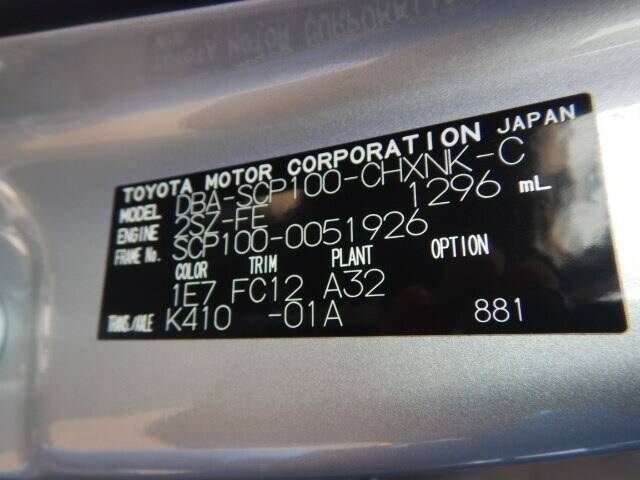 TOYOTA MOTOR CORPORATION JAPAN
MODEL DBA-SCP100-CHXNK-C
ENGINE 2SZ-FE 1296 mL
FRAME No. SCP100-0051926
COLOR TRIM PLANT OPTION
1E7 FC12 A32
TRANS/AXLE K410 -01A 881